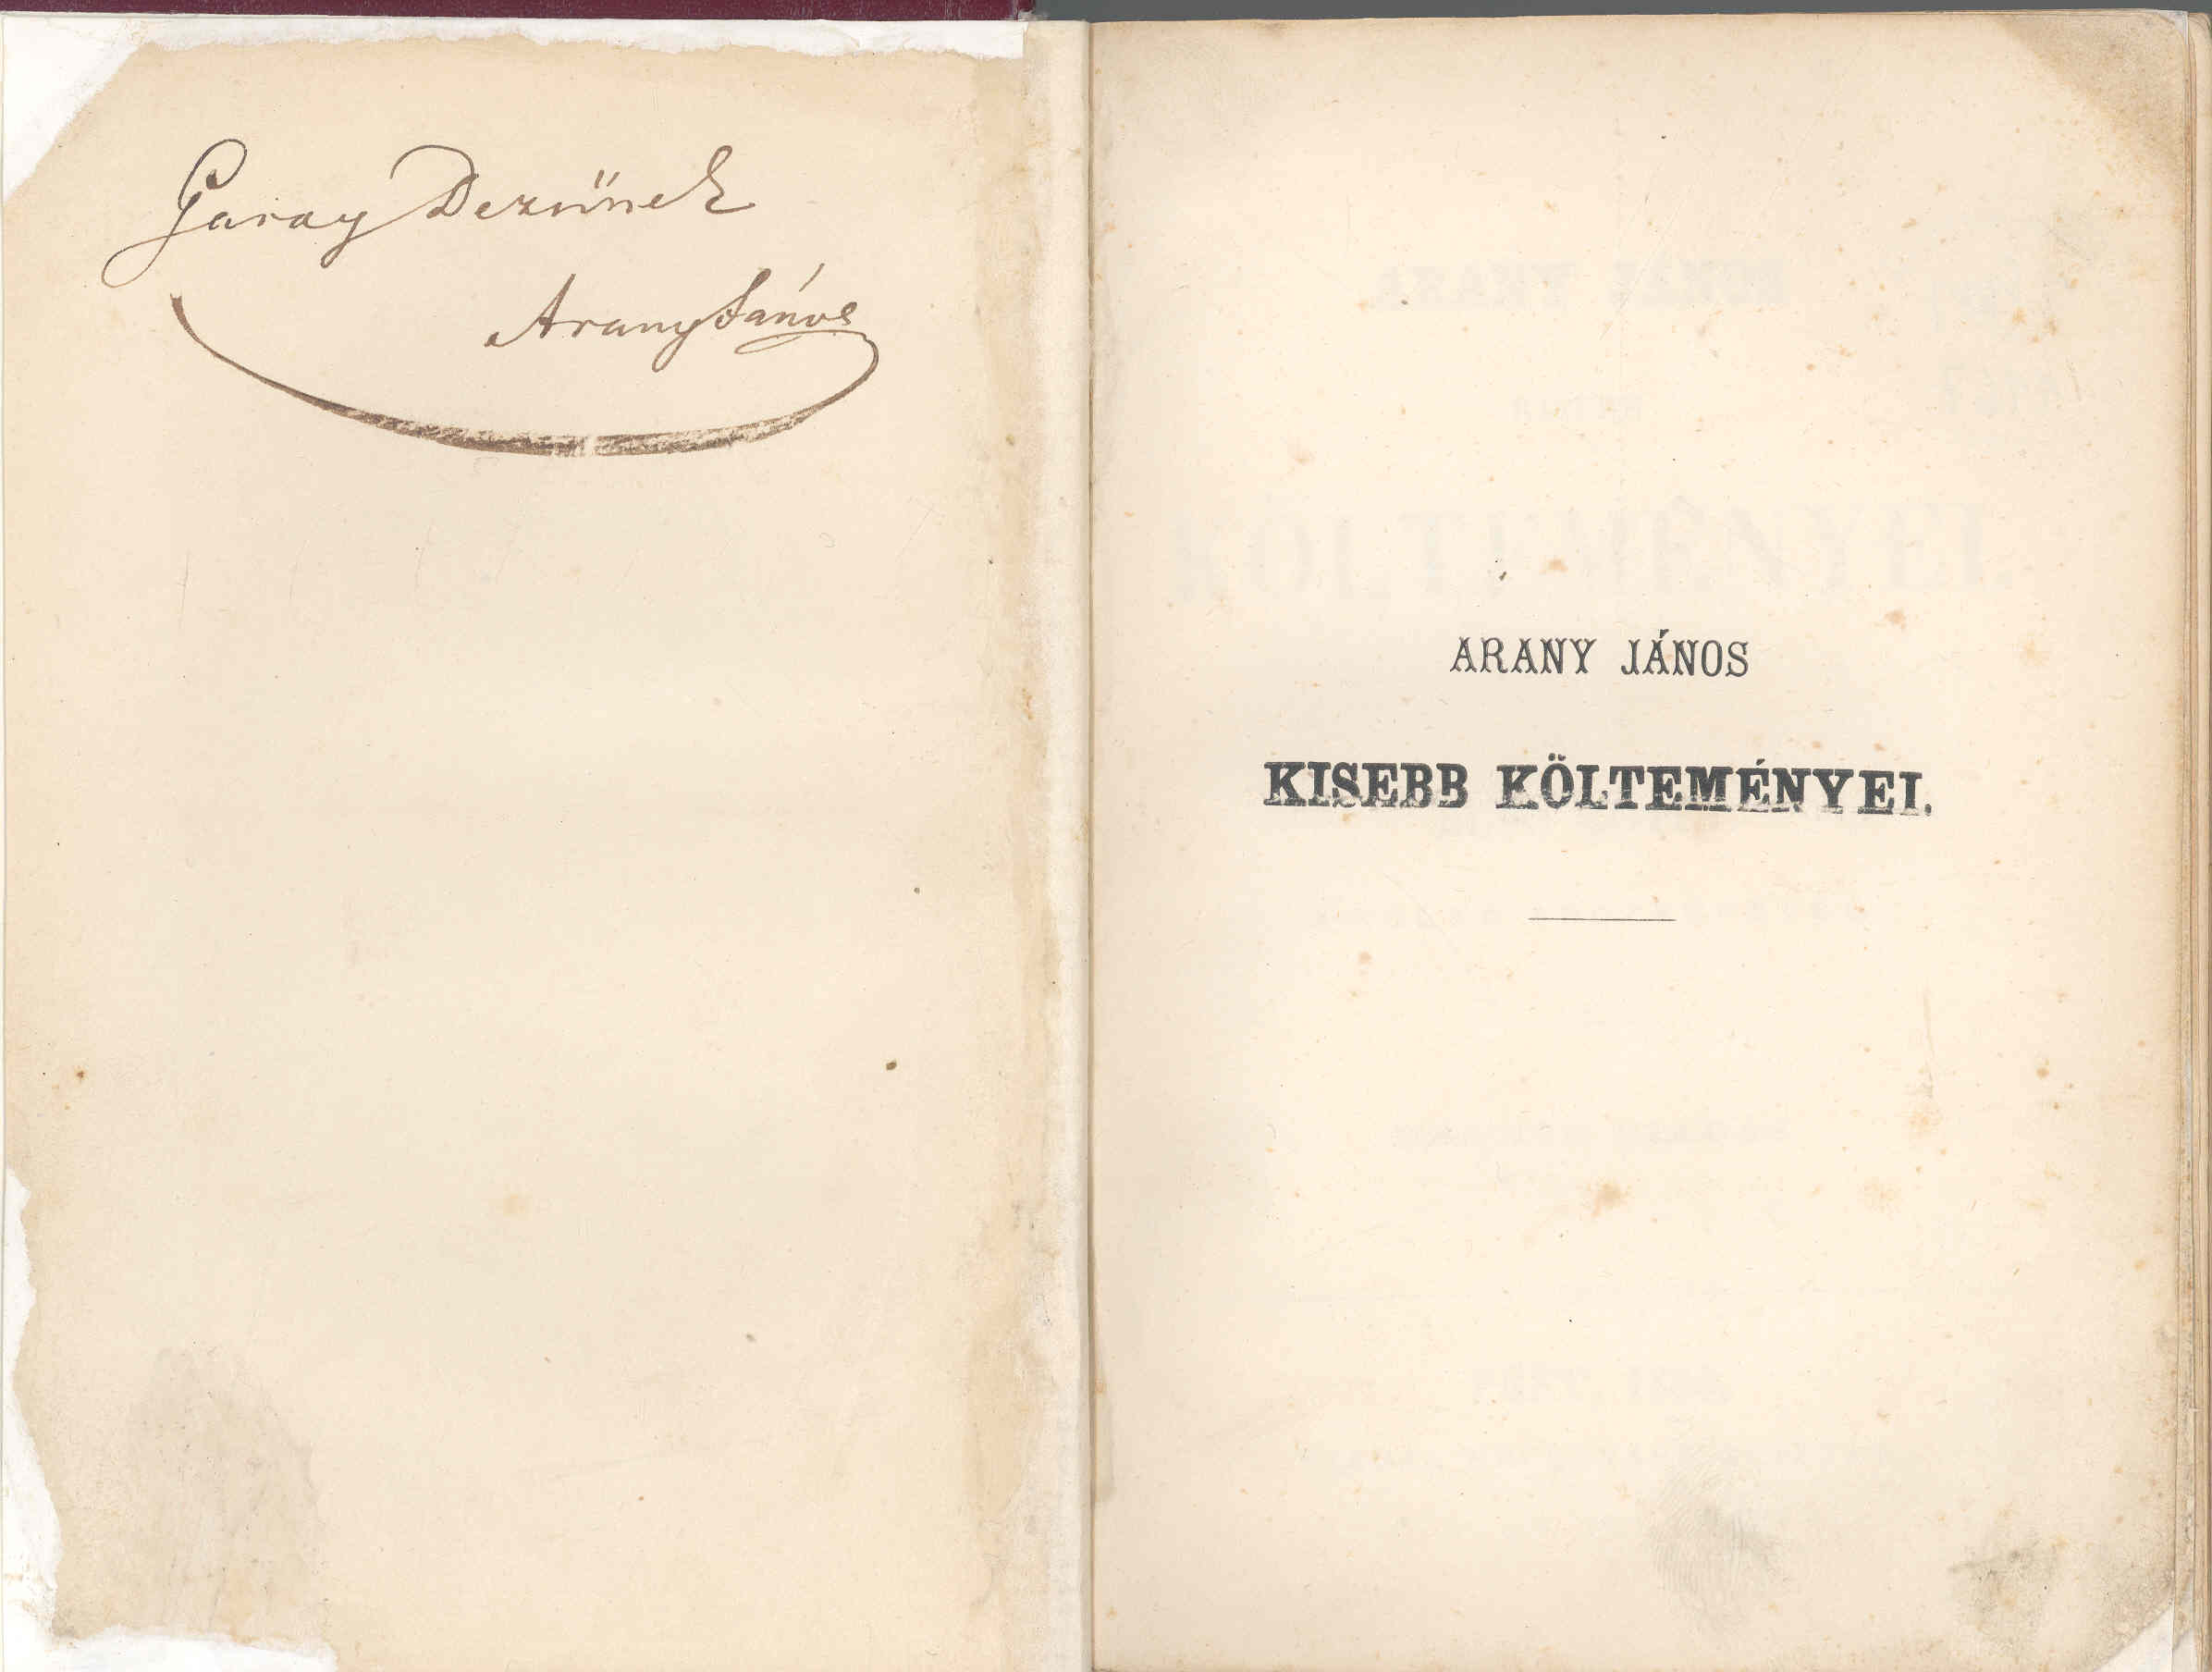 Garay Dezsőnek
Arany János
ARANY JÁNOS
KISEBB KÖLTEMÉNYEI.